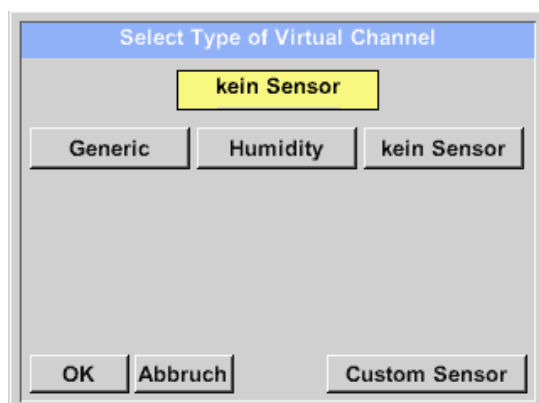 Select Type of Virtual Channel
kein Sensor
Generic Humidity kein Sensor
OK Abbruch Custom Sensor